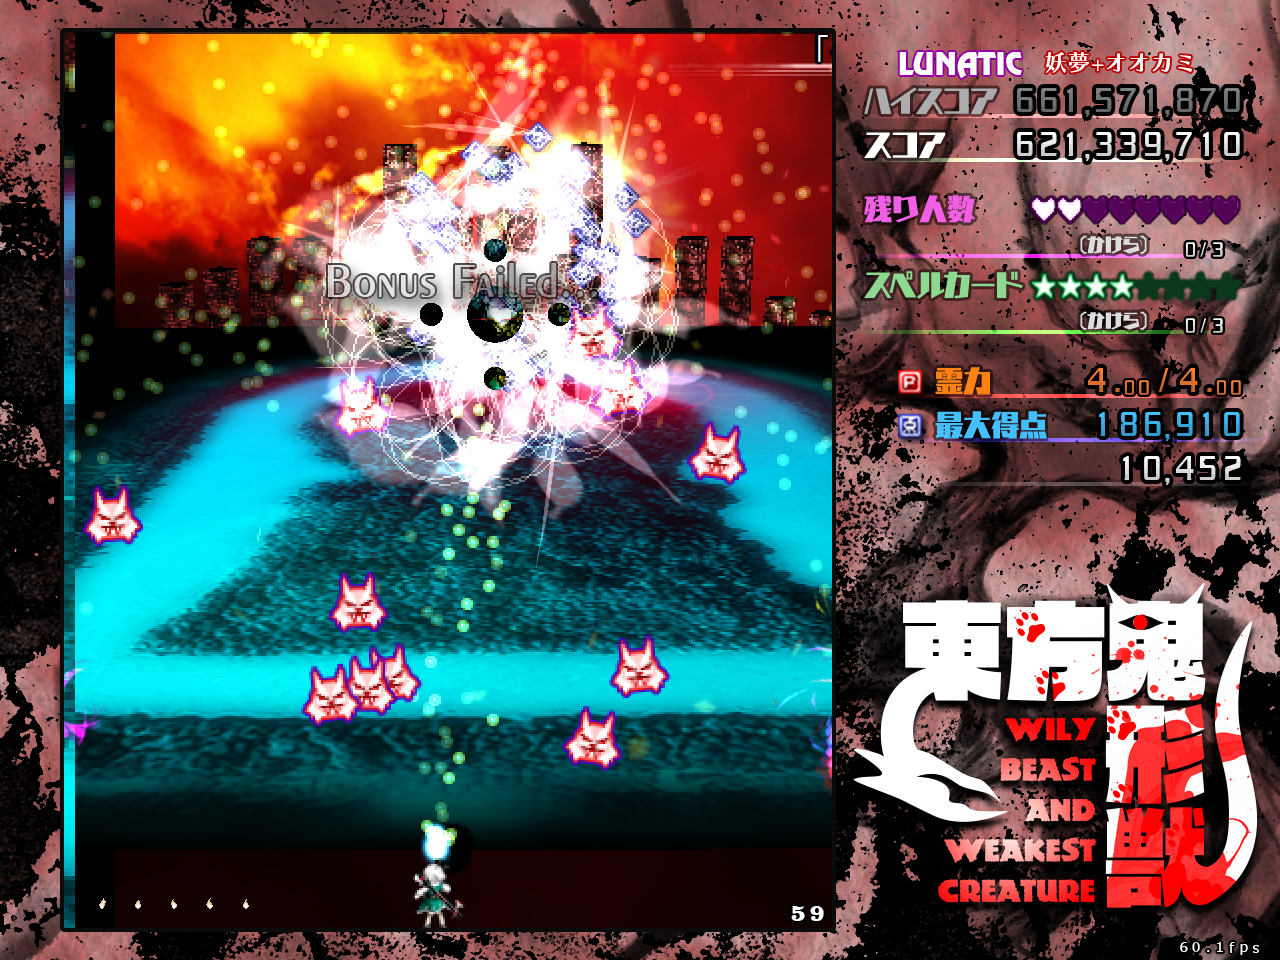 「
LUNATIC 妖夢+オオカミ
ハイスコア 661,571,870
スコア 621,339,710
残り人数
(かけら) 0/3
スペルカード
(かけら) 0/3
P 霊力 4.00/4.00
最大得点 186,910
10,452
Bonus Failed...
59
東方鬼形獣
WILY
BEAST
AND
WEAKEST
CREATURE
60.1fps